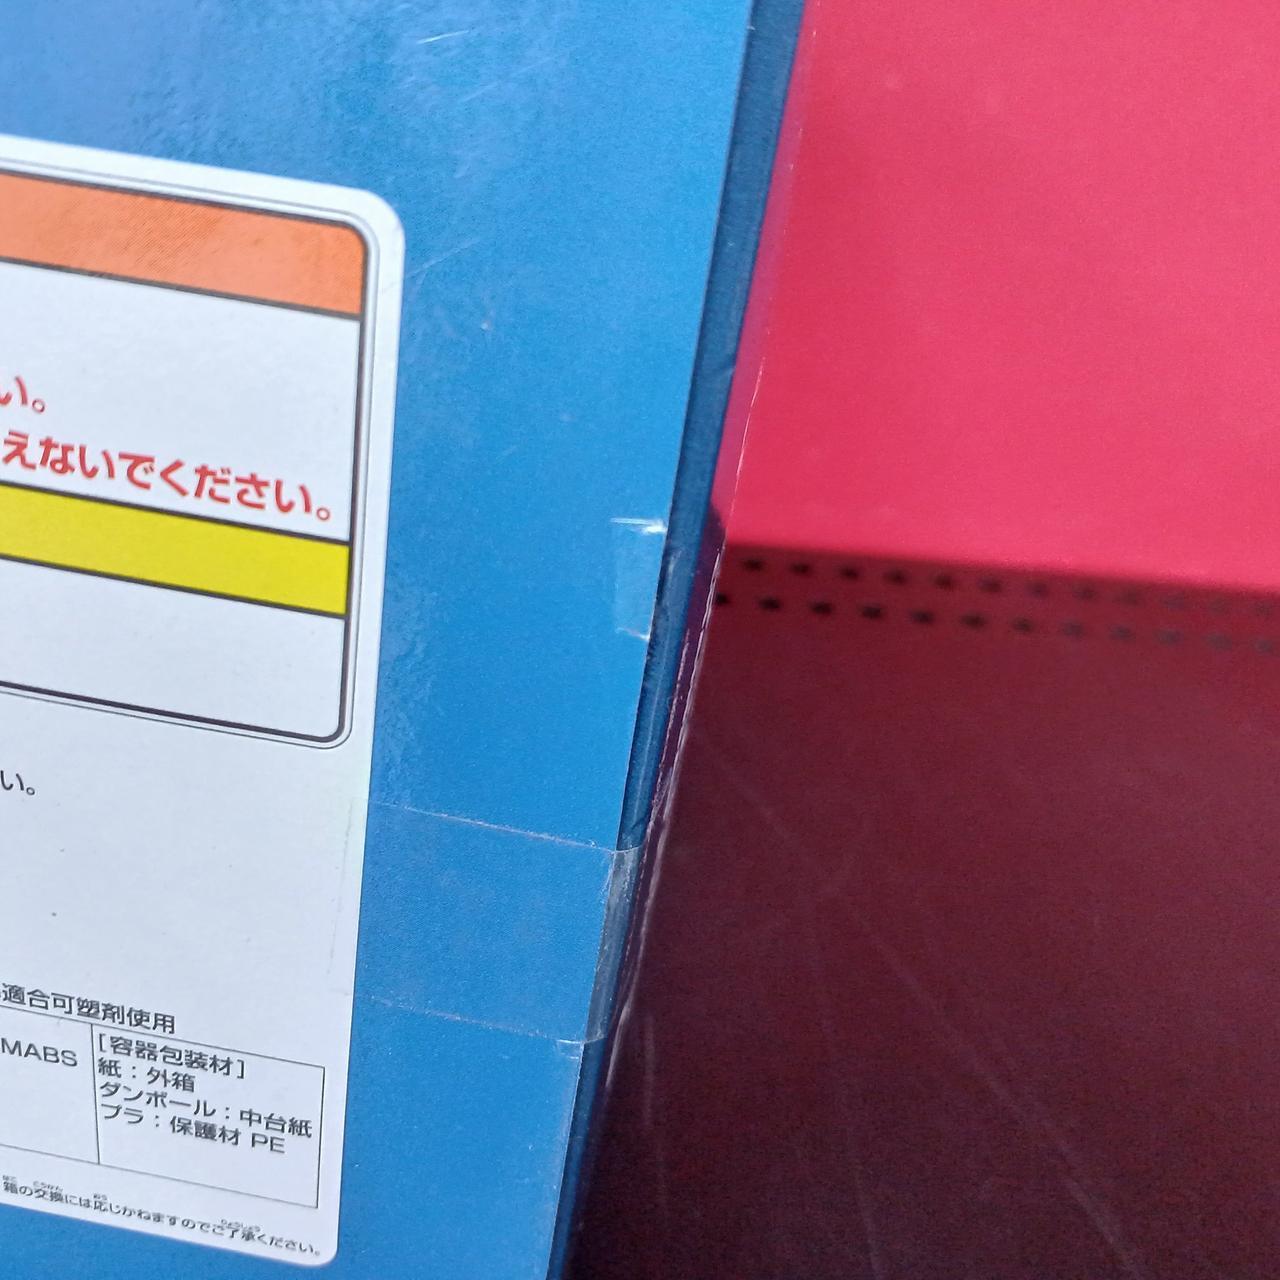 い。
えないでください。
い。
適合可塑剤使用
MABS
[容器包装材]
紙：外箱
ダンボール：中台紙
プラ：保護材 PE
箱の交換には応じかねますのでご了承ください。